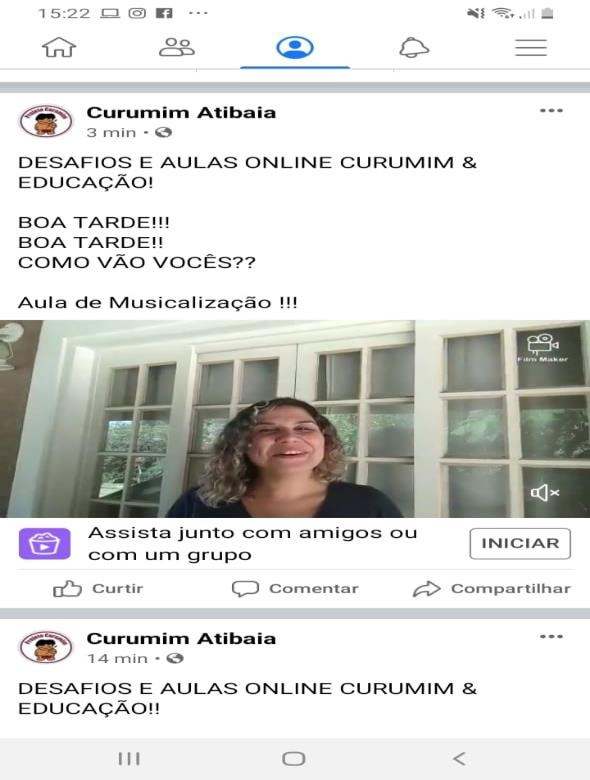 15:22
Curumim Atibaia
3 min
DESAFIOS E AULAS ONLINE CURUMIM &
EDUCAÇÃO!
BOA TARDE!!!
BOA TARDE!!
COMO VÃO VOCÊS??
Aula de Musicalização !!!
Film Maker
Assista junto com amigos ou
com um grupo
INICIAR
Curtir
Comentar
Compartilhar
Curumim Atibaia
14 min
DESAFIOS E AULAS ONLINE CURUMIM &
EDUCAÇÃO!!